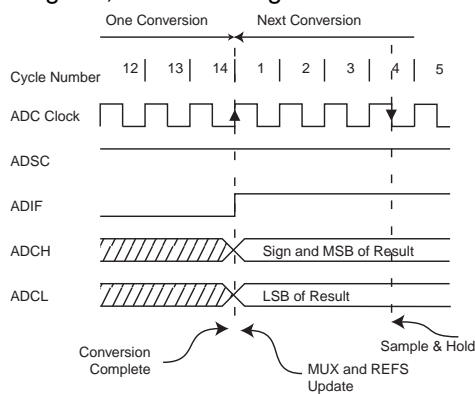 One Conversion Next Conversion
Cycle Number 12 13 14 1 2 3 4 5
ADC Clock
ADSC
ADIF
ADCH Sign and MSB of Result
ADCL LSB of Result
Sample & Hold
Conversion
Complete
MUX and REFS
Update